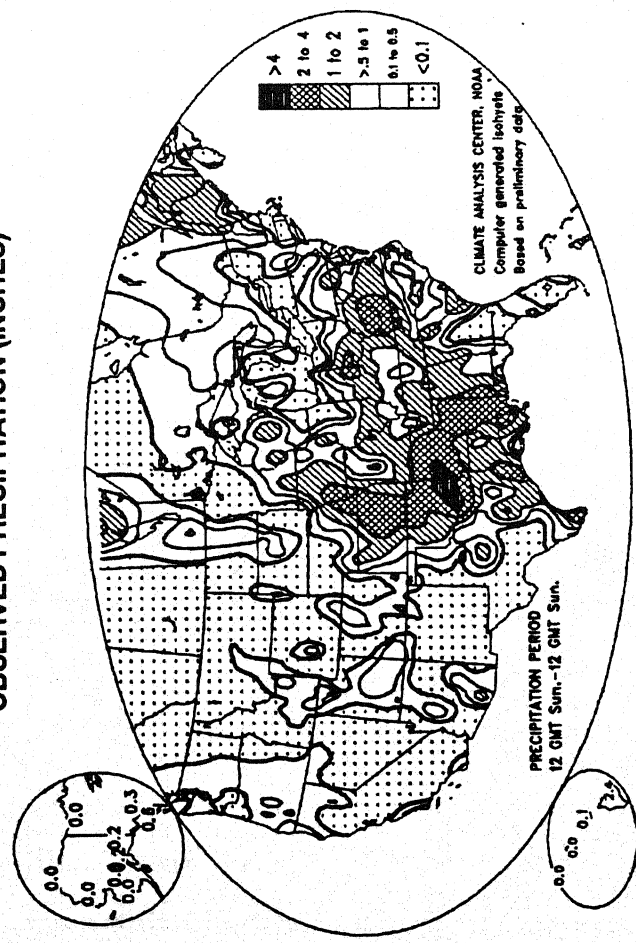 OBSERVED PRECIPITATION (INCHES)
>4
2 to 4
1 to 2
>.5 to 1
0.1 to 0.5
<0.1
CLIMATE ANALYSIS CENTER, NOAA
Computer generated isohyets
Based on preliminary data
PRECIPITATION PERIOD
12 GMT Sun.-12 GMT Sun.
0.0
0.0
0.0
0.2
0.3
0.0
0.0
0.1
2.4